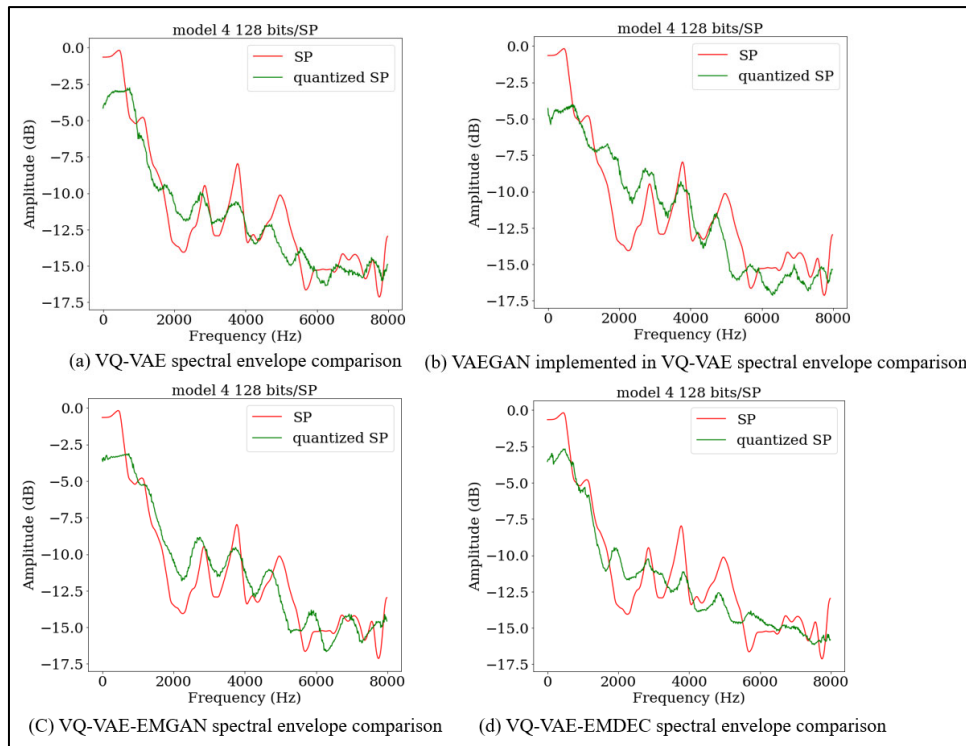 model 4 128 bits/SP
0.0
−2.5
−5.0
−7.5
−10.0
−12.5
−15.0
−17.5
Amplitude (dB)
SP
quantized SP
0 2000 4000 6000 8000
Frequency (Hz)
(a) VQ-VAE spectral envelope comparison
model 4 128 bits/SP
0.0
−2.5
−5.0
−7.5
−10.0
−12.5
−15.0
−17.5
Amplitude (dB)
SP
quantized SP
0 2000 4000 6000 8000
Frequency (Hz)
(b) VAEGAN implemented in VQ-VAE spectral envelope comparison
model 4 128 bits/SP
0.0
−2.5
−5.0
−7.5
−10.0
−12.5
−15.0
−17.5
Amplitude (dB)
SP
quantized SP
0 2000 4000 6000 8000
Frequency (Hz)
(C) VQ-VAE-EMGAN spectral envelope comparison
model 4 128 bits/SP
0.0
−2.5
−5.0
−7.5
−10.0
−12.5
−15.0
−17.5
Amplitude (dB)
SP
quantized SP
0 2000 4000 6000 8000
Frequency (Hz)
(d) VQ-VAE-EMDEC spectral envelope comparison